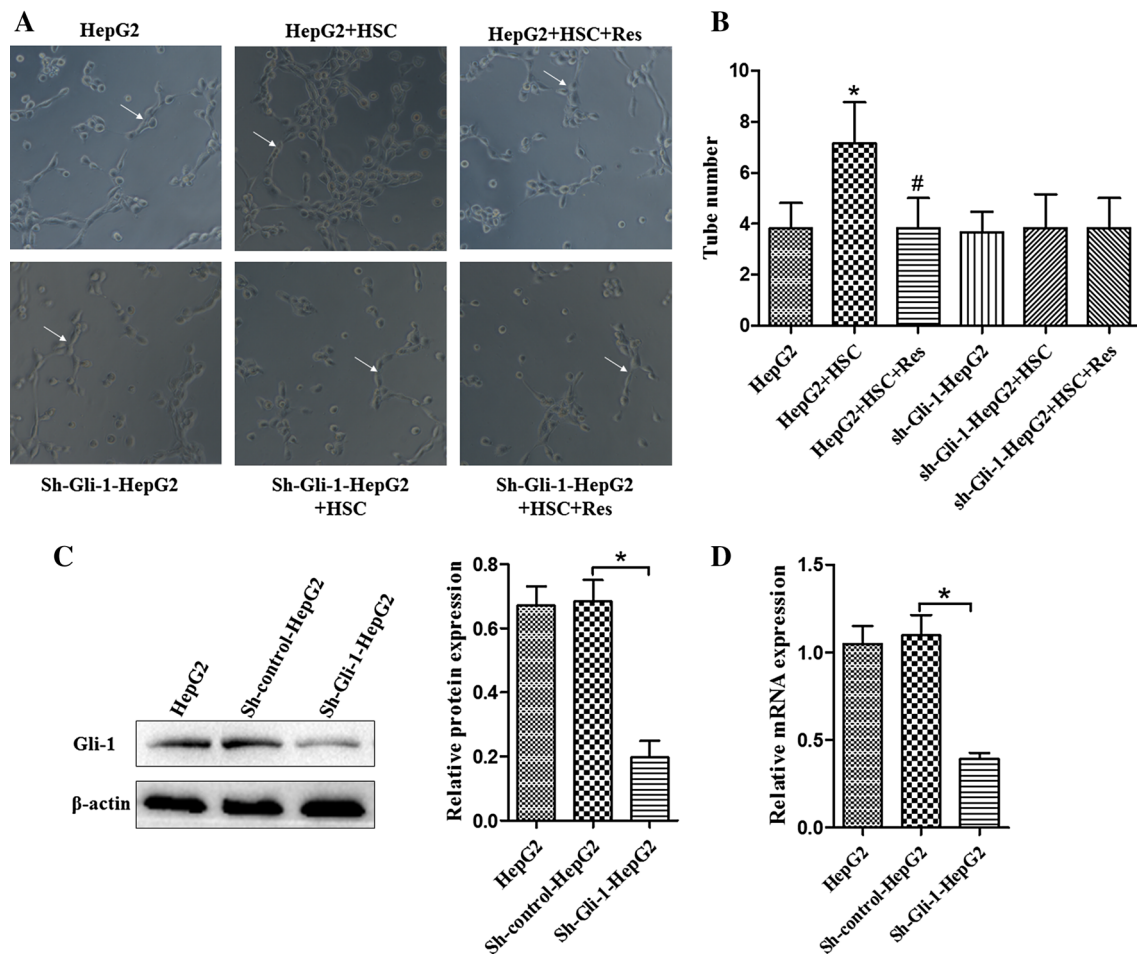 A
HepG2
HepG2+HSC
HepG2+HSC+Res
Sh-Gli-1-HepG2
Sh-Gli-1-HepG2
+HSC
Sh-Gli-1-HepG2
+HSC+Res
B
Tube number
10
8
6
4
2
0
*
#
HepG2
HepG2+HSC
HepG2+HSC+Res
sh-Gli-1-HepG2
sh-Gli-1-HepG2+HSC
sh-Gli-1-HepG2+HSC+Res
C
HepG2
Sh-control-HepG2
Sh-Gli-1-HepG2
Gli-1
β-actin
Relative protein expression
0.8
0.6
0.4
0.2
0.0
*
HepG2
Sh-control-HepG2
Sh-Gli-1-HepG2
D
Relative mRNA expression
1.5
1.0
0.5
0.0
*
HepG2
Sh-control-HepG2
Sh-Gli-1-HepG2